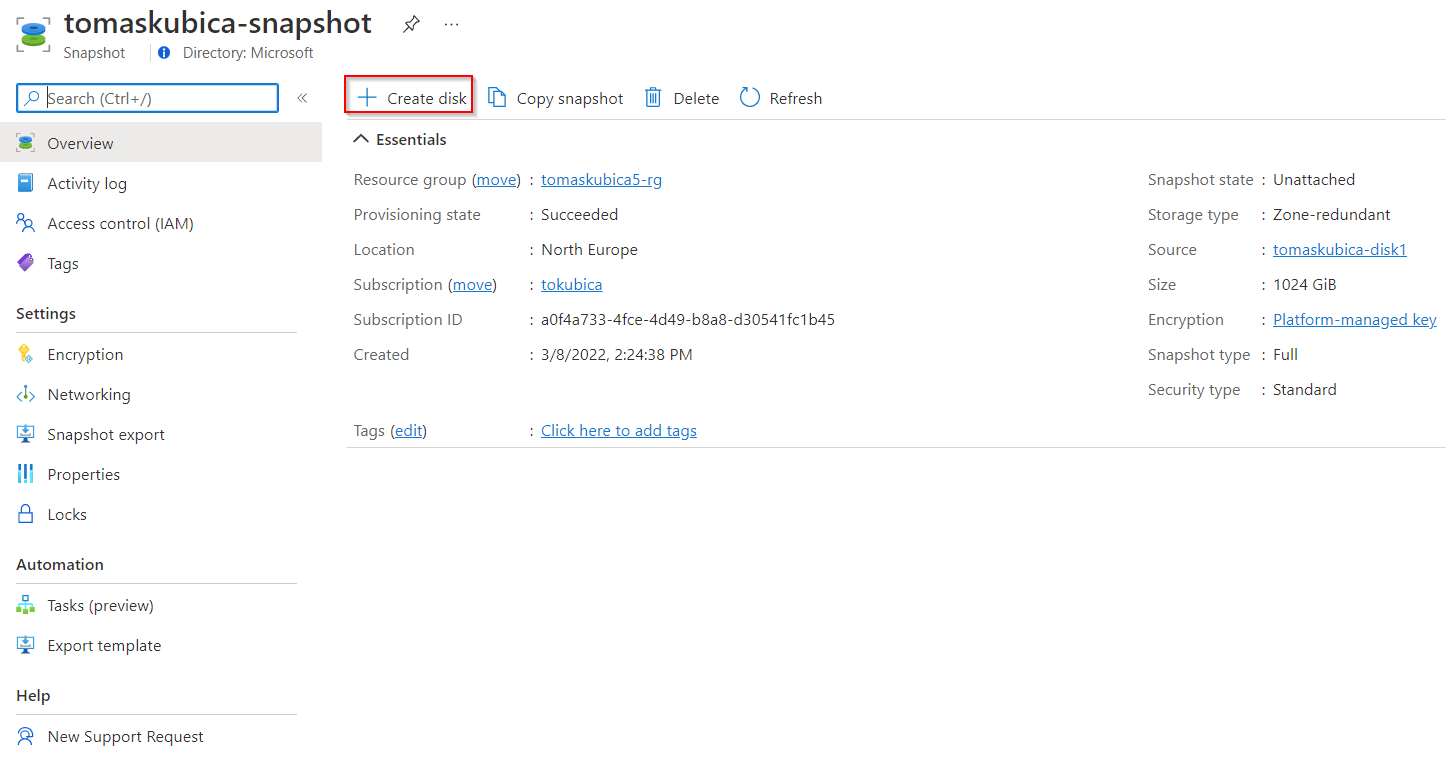 tomaskubica-snapshot
Snapshot
Directory: Microsoft
Search (Ctrl+/)
Overview
Activity log
Access control (IAM)
Tags
Settings
Encryption
Networking
Snapshot export
Properties
Locks
Automation
Tasks (preview)
Export template
Help
New Support Request
Create disk
Copy snapshot
Delete
Refresh
Essentials
Resource group (move) : tomaskubica5-rg
Provisioning state : Succeeded
Location : North Europe
Subscription (move) : tokubica
Subscription ID : a0f4a733-4fce-4d49-b8a8-d30541fc1b45
Created : 3/8/2022, 2:24:38 PM
Snapshot state : Unattached
Storage type : Zone-redundant
Source : tomaskubica-disk1
Size : 1024 GiB
Encryption : Platform-managed key
Snapshot type : Full
Security type : Standard
Tags (edit) : Click here to add tags